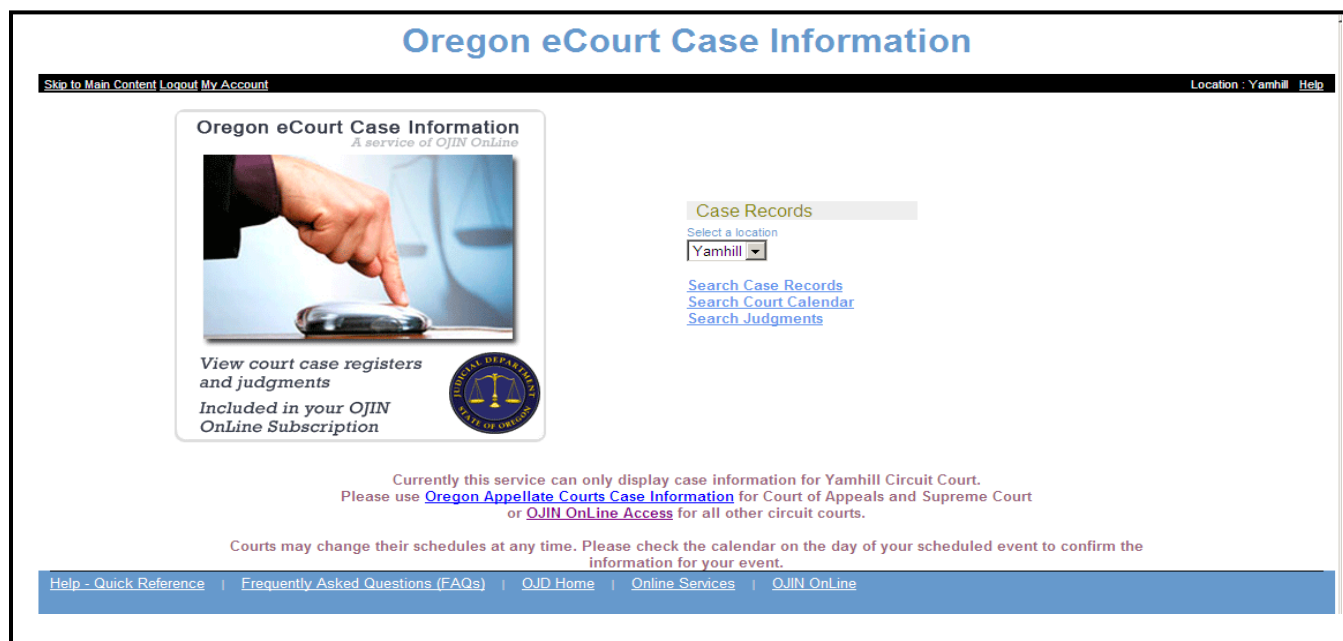 Oregon eCourt Case Information
Skip to Main Content Logout My Account
Location : Yamhill Help
Oregon eCourt Case Information
A service of OJIN OnLine
View court case registers
and judgments
Included in your OJIN
OnLine Subscription
JUDICIAL DEPARTMENT
STATE OF OREGON
Case Records
Select a location
Yamhill
Search Case Records
Search Court Calendar
Search Judgments
Currently this service can only display case information for Yamhill Circuit Court.
Please use Oregon Appellate Courts Case Information for Court of Appeals and Supreme Court
or OJIN OnLine Access for all other circuit courts.
Courts may change their schedules at any time. Please check the calendar on the day of your scheduled event to confirm the
information for your event.
Help - Quick Reference | Frequently Asked Questions (FAQs) | OJD Home | Online Services | OJIN OnLine